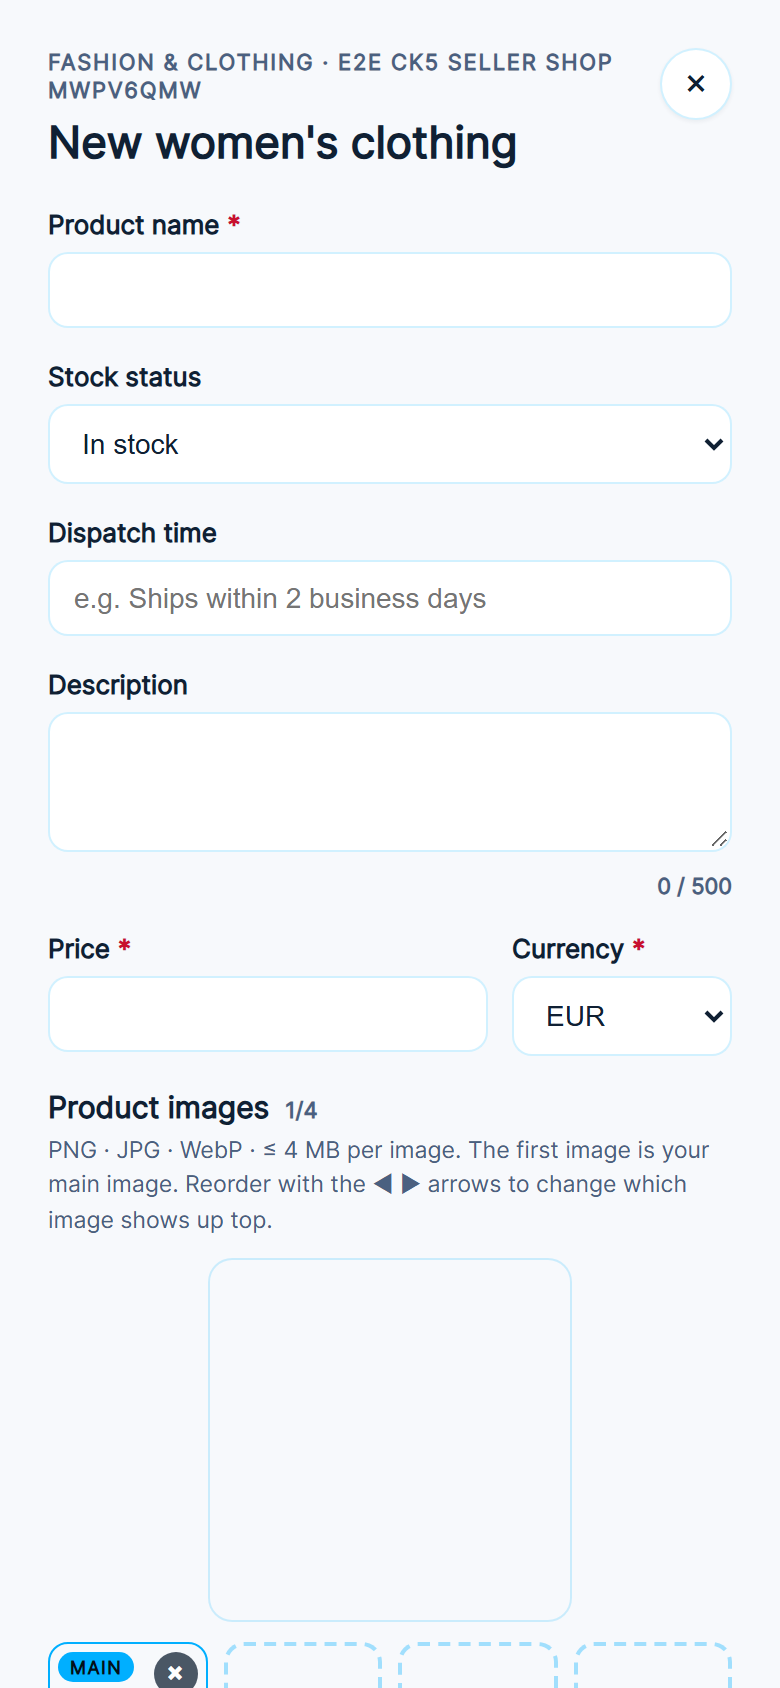 FASHION & CLOTHING · E2E CK5 SELLER SHOP
MWPV6QMW
New women's clothing
Product name *
Stock status
In stock
Dispatch time
e.g. Ships within 2 business days
Description
0 / 500
Price *
Currency *
EUR
Product images 1/4
PNG · JPG · WebP · ≤ 4 MB per image. The first image is your
main image. Reorder with the ◀ ▶ arrows to change which
image shows up top.
MAIN